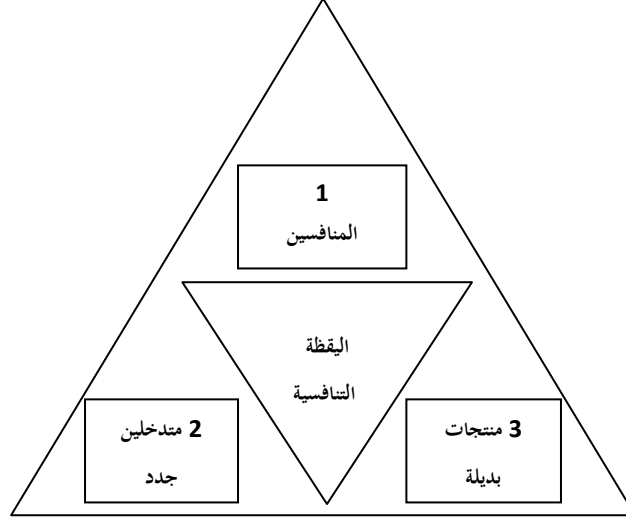 1
المنافسين
اليقظة
التنافسية
2 متدخلين
جدد
3 منتجات
بديلة